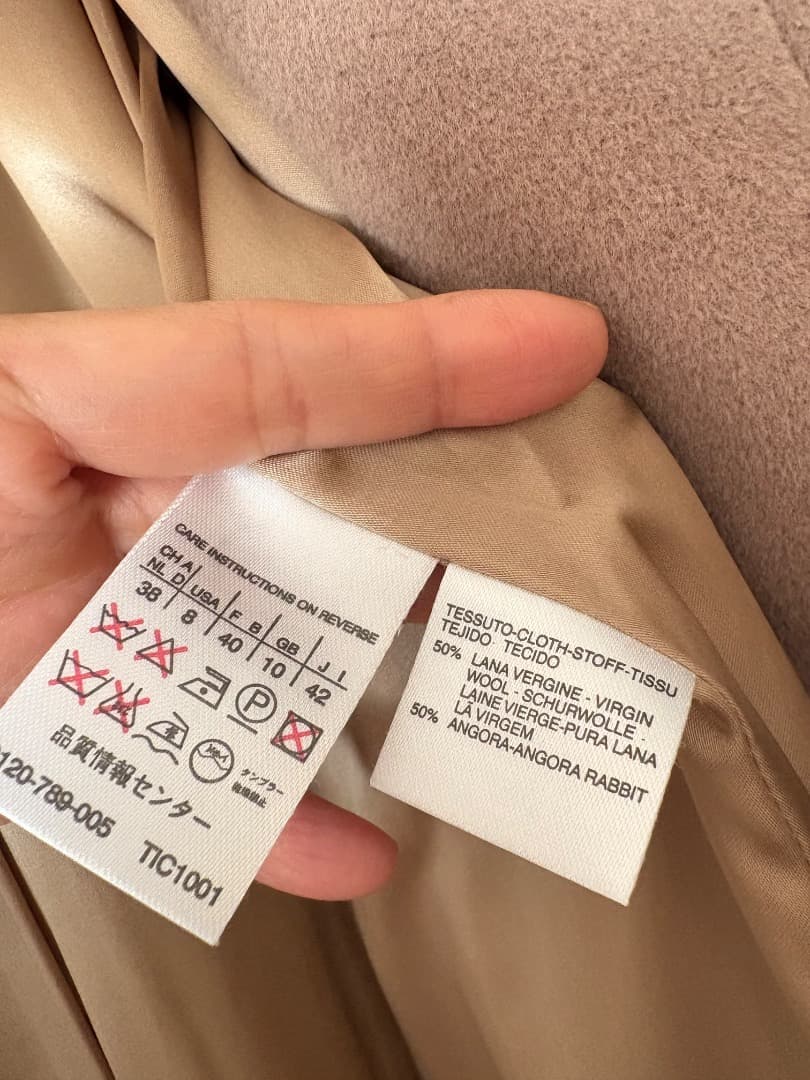 CARE INSTRUCTIONS ON REVERSE
CH A NL D USA F B GB J I
38 8 40 10 42
P
品質情報センター
タンブラー
乾燥禁止
120-789-005 TIC1001
TESSUTO-CLOTH-STOFF-TISSU
TEJIDO TECIDO
50% LANA VERGINE - VIRGIN
WOOL - SCHURWOLLE -
LAINE VIERGE-PURA LANA
LÀ VIRGEM
50% ANGORA-ANGORA RABBIT